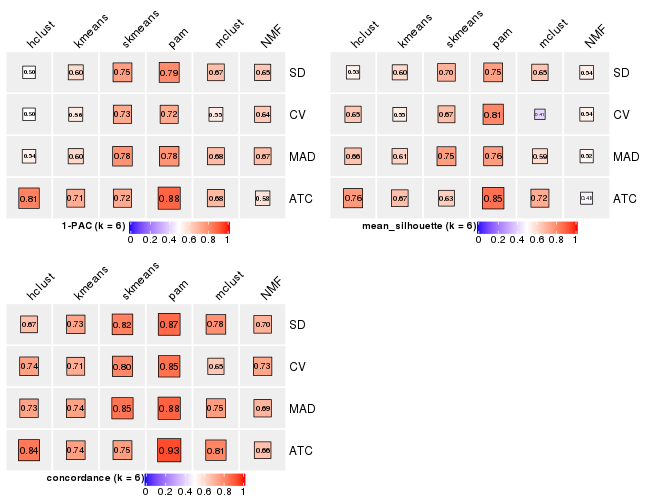 hclust kmeans skmeans pam mclust NMF
0.50 0.60 0.75 0.79 0.67 0.65 SD
0.50 0.56 0.73 0.72 0.55 0.64 CV
0.54 0.60 0.78 0.78 0.68 0.67 MAD
0.81 0.71 0.72 0.88 0.68 0.58 ATC
1-PAC (k = 6)
0 0.2 0.4 0.6 0.8 1
hclust kmeans skmeans pam mclust NMF
0.53 0.60 0.70 0.75 0.65 0.54 SD
0.65 0.55 0.67 0.81 0.41 0.54 CV
0.66 0.61 0.75 0.76 0.59 0.52 MAD
0.76 0.67 0.63 0.85 0.72 ATC
mean_silhouette (k = 6)
0 0.2 0.4 0.6 0.8 1
hclust kmeans skmeans pam mclust NMF
0.67 0.73 0.82 0.87 0.78 0.70 SD
0.74 0.71 0.80 0.85 0.65 0.73 CV
0.73 0.74 0.85 0.88 0.75 0.69 MAD
0.84 0.74 0.75 0.93 0.81 0.66 ATC
concordance (k = 6)
0 0.2 0.4 0.6 0.8 1